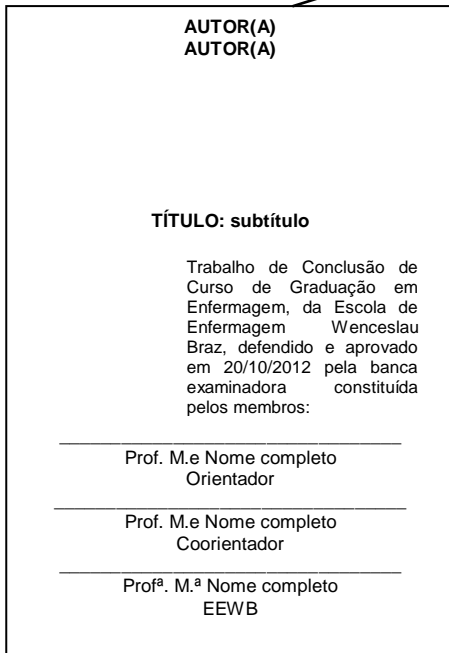 AUTOR(A)
AUTOR(A)
TÍTULO: subtítulo
Trabalho de Conclusão de
Curso de Graduação em
Enfermagem, da Escola de
Enfermagem Wenceslau
Braz, defendido e aprovado
em 20/10/2012 pela banca
examinadora constituída
pelos membros:
Prof. M.e Nome completo
Orientador
Prof. M.e Nome completo
Coorientador
Profª. M.ª Nome completo
EEWB